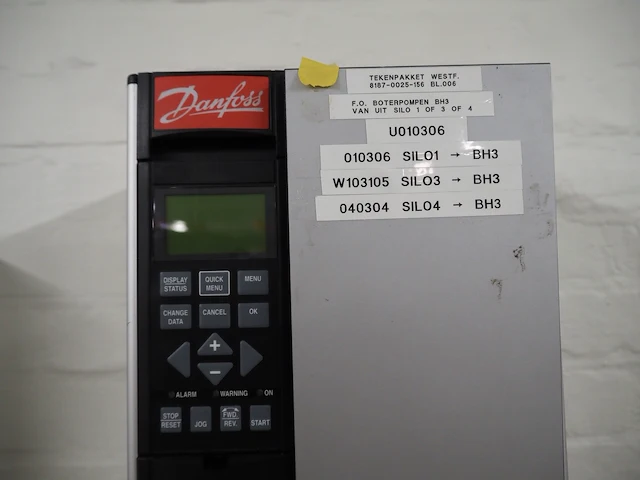 Danfoss
TEKENPAKKET WESTF.
8187-0025-156 BL.006
F.O. BOTERPOMPEN BH3
VAN UIT SILO 1 OF 3 OF 4
U010306
010306 SILO1 → BH3
W103105 SILO3 → BH3
040304 SILO4 → BH3
DISPLAY STATUS
QUICK MENU
MENU
CHANGE DATA
CANCEL
OK
+
−
ALARM WARNING ON
STOP RESET
JOG
FWD. REV.
START